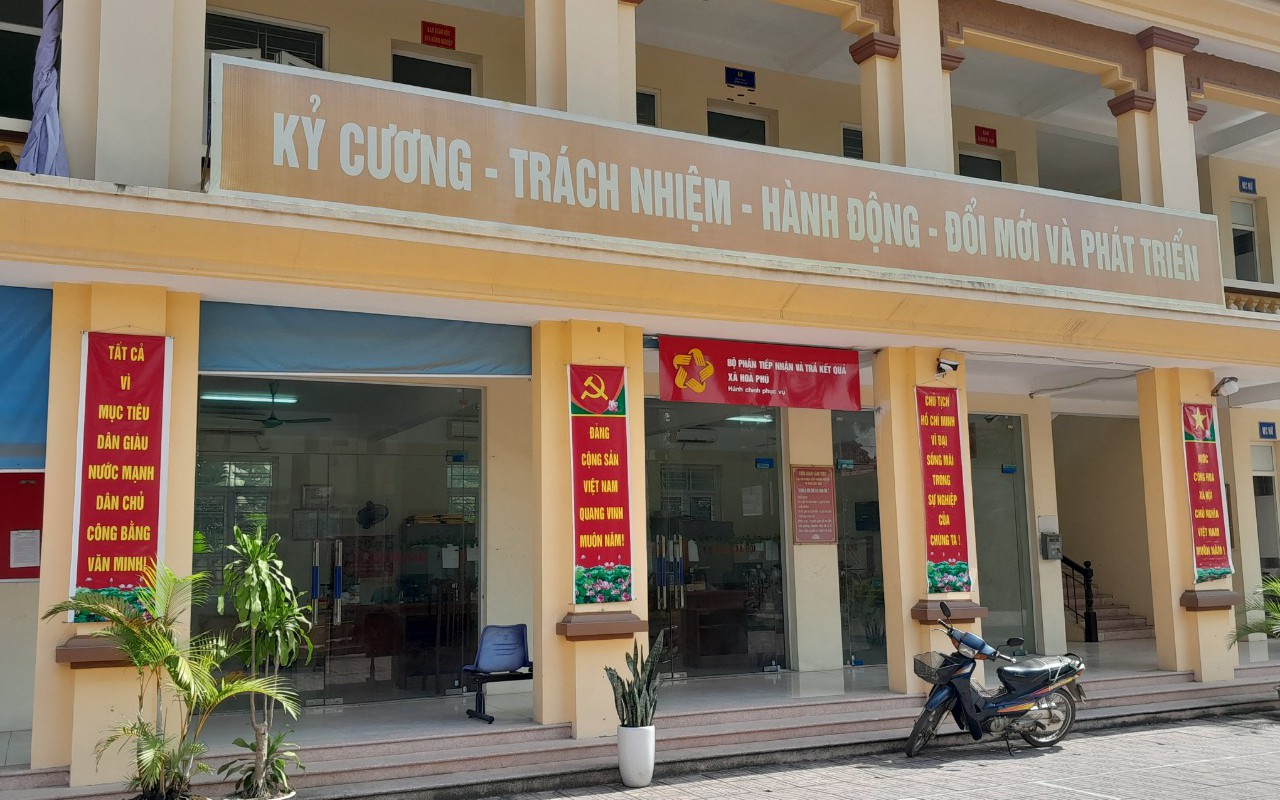 KỶ CƯƠNG - TRÁCH NHIỆM - HÀNH ĐỘNG - ĐỔI MỚI VÀ PHÁT TRIỂN
TẤT CẢ
VÌ
MỤC TIÊU
DÂN GIÀU
NƯỚC MẠNH
DÂN CHỦ
CÔNG BẰNG
VĂN MINH!
ĐẢNG
CỘNG SẢN
VIỆT NAM
QUANG VINH
MUÔN NĂM!
BỘ PHẬN TIẾP NHẬN VÀ TRẢ KẾT QUẢ
XÃ HOÀ PHÚ
Hành chính phục vụ
CHỦ TỊCH
HỒ CHÍ MINH
VĨ ĐẠI
SỐNG MÃI
TRONG
SỰ NGHIỆP
CỦA
CHÚNG TA !
NƯỚC
CỘNG HOÀ
XÃ HỘI
CHỦ NGHĨA
VIỆT NAM
MUÔN NĂM !